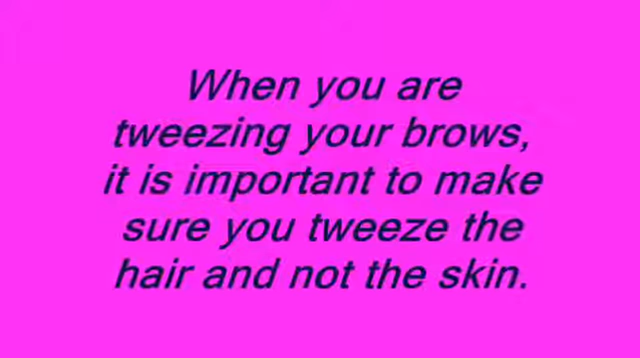 When you are
tweezing your brows,
it is important to make
sure you tweeze the
hair and not the skin.